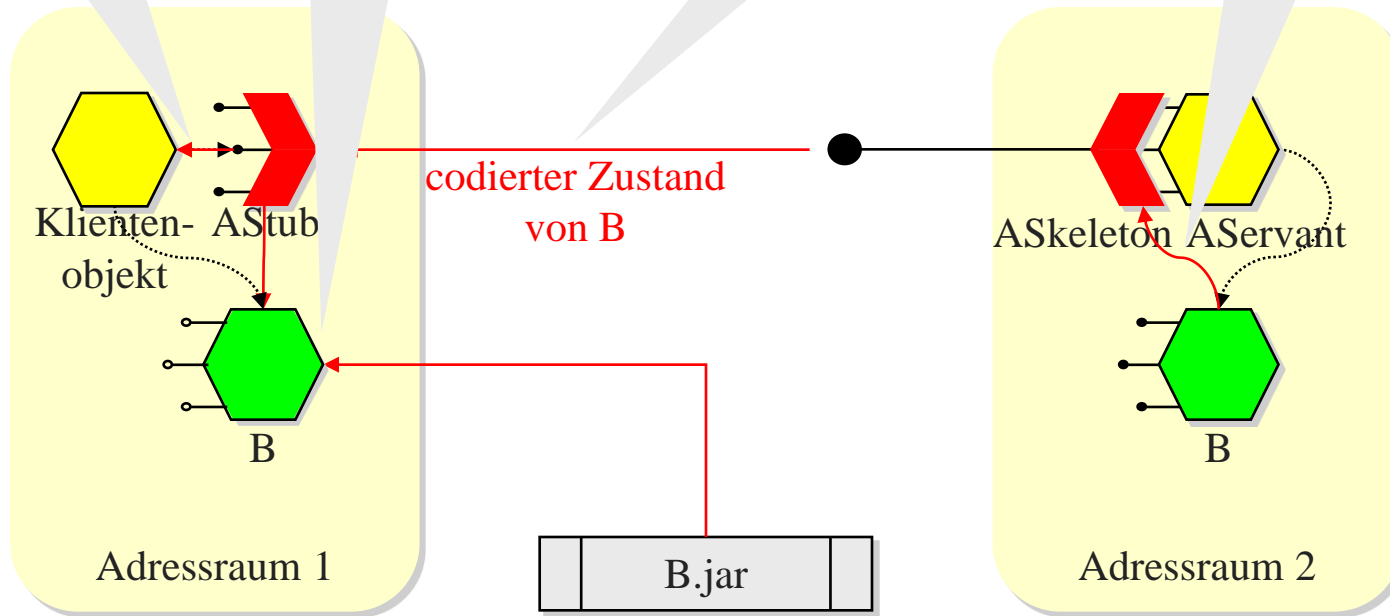 codierter Zustand
von B
Klienten-
objekt
AStub
ASkeleton
AServant
B
B
Adressraum 1
B.jar
Adressraum 2